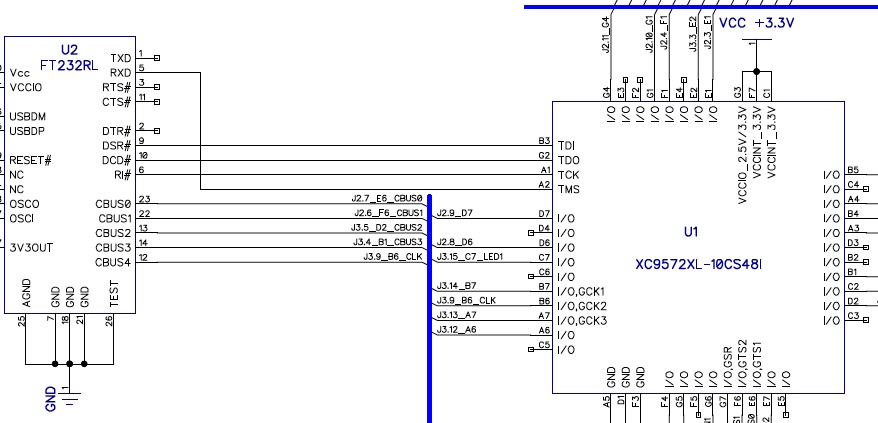 J2.11_G4
J2.10_G1
J2.4_F1
J3.3_E2
J2.3_E1
VCC +3.3V
1
G4 E3 F2 G1 F1 E4 E2 E1 G3 F7 C1
I/O I/O I/O I/O I/O I/O I/O I/O VCCIO_2.5V/3.3V VCCINT_3.3V VCCINT_3.3V
U2
FT232RL
TXD 1
Vcc RXD 5
VCCIO RTS# 3
CTS# 11
USBDM
USBDP DTR# 2
DSR# 9
RESET# DCD# 10
NC RI# 6
NC
OSCO CBUS0 23 J2.7_E6_CBUS0
OSCI CBUS1 22 J2.6_F6_CBUS1
CBUS2 13 J3.5_D2_CBUS2
3V3OUT CBUS3 14 J3.4_B1_CBUS3
CBUS4 12 J3.9_B6_CLK
AGND GND GND GND TEST
25 7 18 21 26
GND 1
B3 TDI
G2 TDO
A1 TCK
A2 TMS
J2.9_D7 D7 I/O
D4 I/O
J2.8_D6 D6 I/O
J3.15_C7_LED1 C7 I/O
C6 I/O
J3.14_B7 B7 I/O,GCK1
J3.9_B6_CLK B6 I/O,GCK2
J3.13_A7 A7 I/O,GCK3
J3.12_A6 A6 I/O
C5 I/O
U1
XC9572XL-10CS48I
I/O B5
I/O C4
I/O A4
I/O B4
I/O A3
I/O D3
I/O B2
I/O B1
I/O C2
I/O D2
I/O C3
GND GND GND I/O I/O I/O I/O I/O,GSR I/O,GTS2 I/O,GTS1 I/O I/O
A5 D1 F3 F4 G5 F5 G6 G7 F6 E6 E7 E5